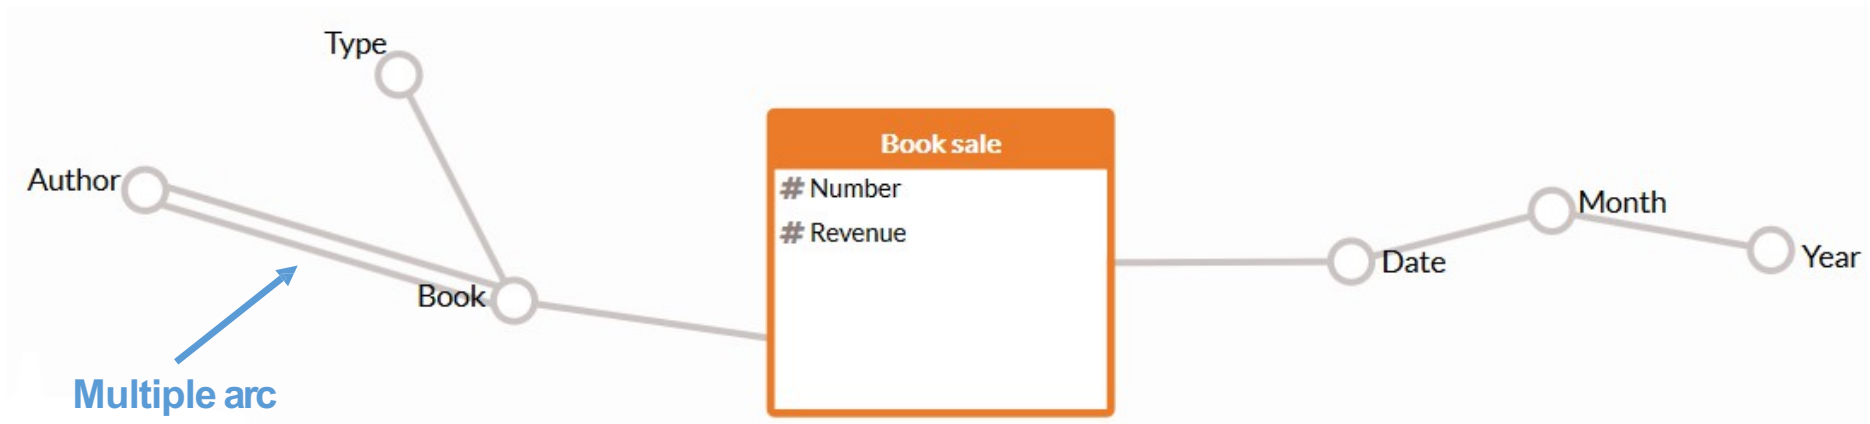 Type
Author
Book
Multiple arc
Book sale
# Number
# Revenue
Date
Month
Year